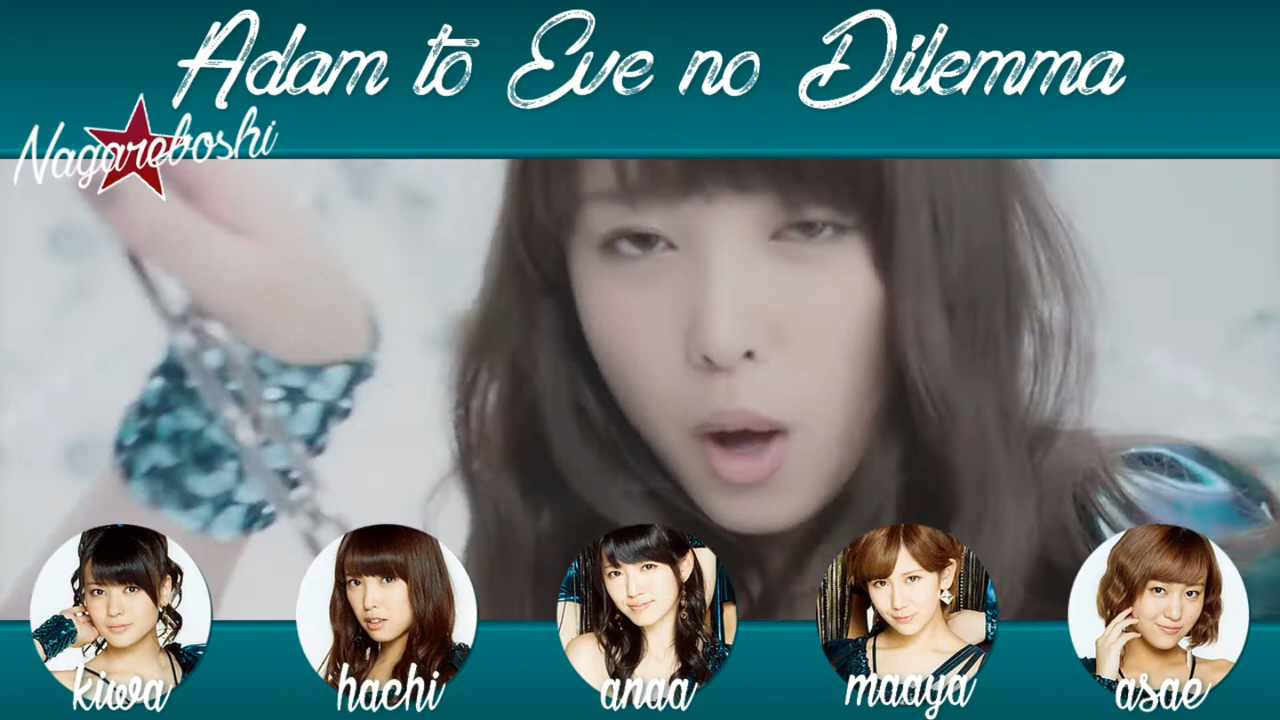 Adam to Eve no Dilemma
Nagareboshi
kiwa
hachi
anaa
maaya
asae